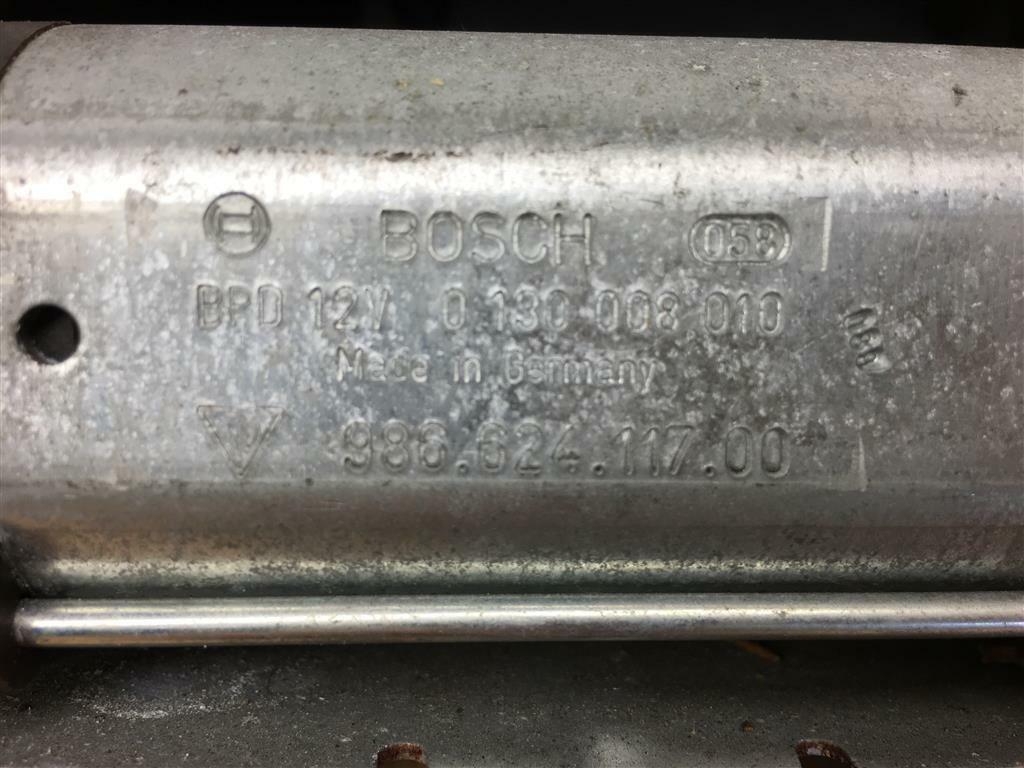 BOSCH 058
BPD 12V 0 130 008 010
Made in Germany
986.624.117.00